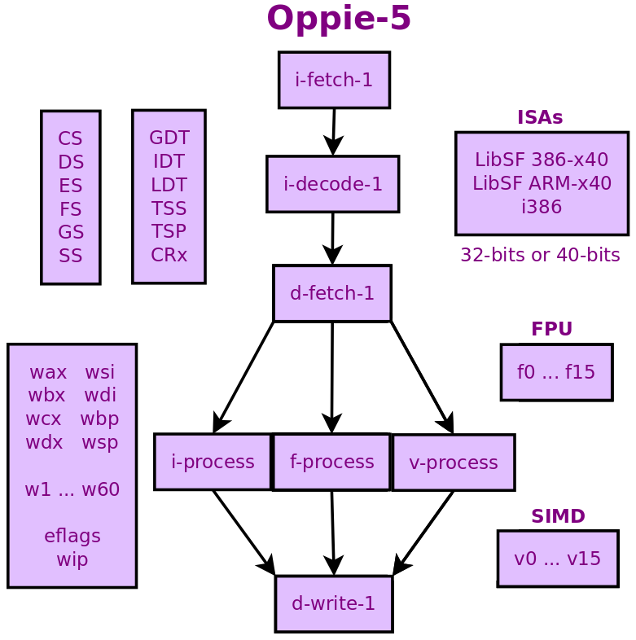 Oppie-5
i-fetch-1
i-decode-1
d-fetch-1
i-process
f-process
v-process
d-write-1
CS
DS
ES
FS
GS
SS
GDT
IDT
LDT
TSS
TSP
CRx
wax wsi
wbx wdi
wcx wbp
wdx wsp
w1 ... w60
eflags
wip
ISAs
LibSF 386-x40
LibSF ARM-x40
i386
32-bits or 40-bits
FPU
f0 ... f15
SIMD
v0 ... v15